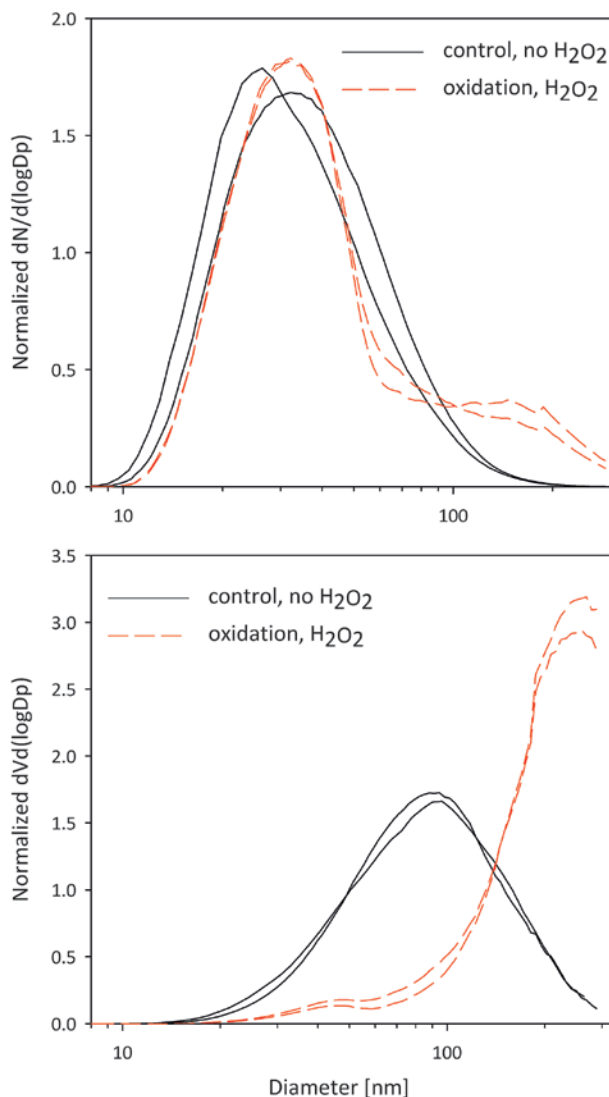 2.0
control, no H2O2
oxidation, H2O2
1.5
1.0
0.5
0.0
Normalized dN/d(logDp)
10
100
3.5
control, no H2O2
3.0
oxidation, H2O2
2.5
2.0
1.5
1.0
0.5
0.0
Normalized dVd(logDp)
10
100
Diameter [nm]